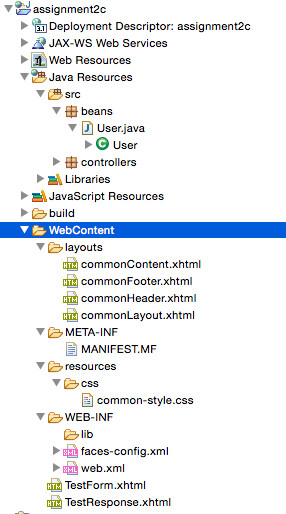 assignment2c
Deployment Descriptor: assignment2c
JAX-WS Web Services
Web Resources
Java Resources
src
beans
User.java
User
controllers
Libraries
JavaScript Resources
build
WebContent
layouts
commonContent.xhtml
commonFooter.xhtml
commonHeader.xhtml
commonLayout.xhtml
META-INF
MANIFEST.MF
resources
css
common-style.css
WEB-INF
lib
faces-config.xml
web.xml
TestForm.xhtml
TestResponse.xhtml